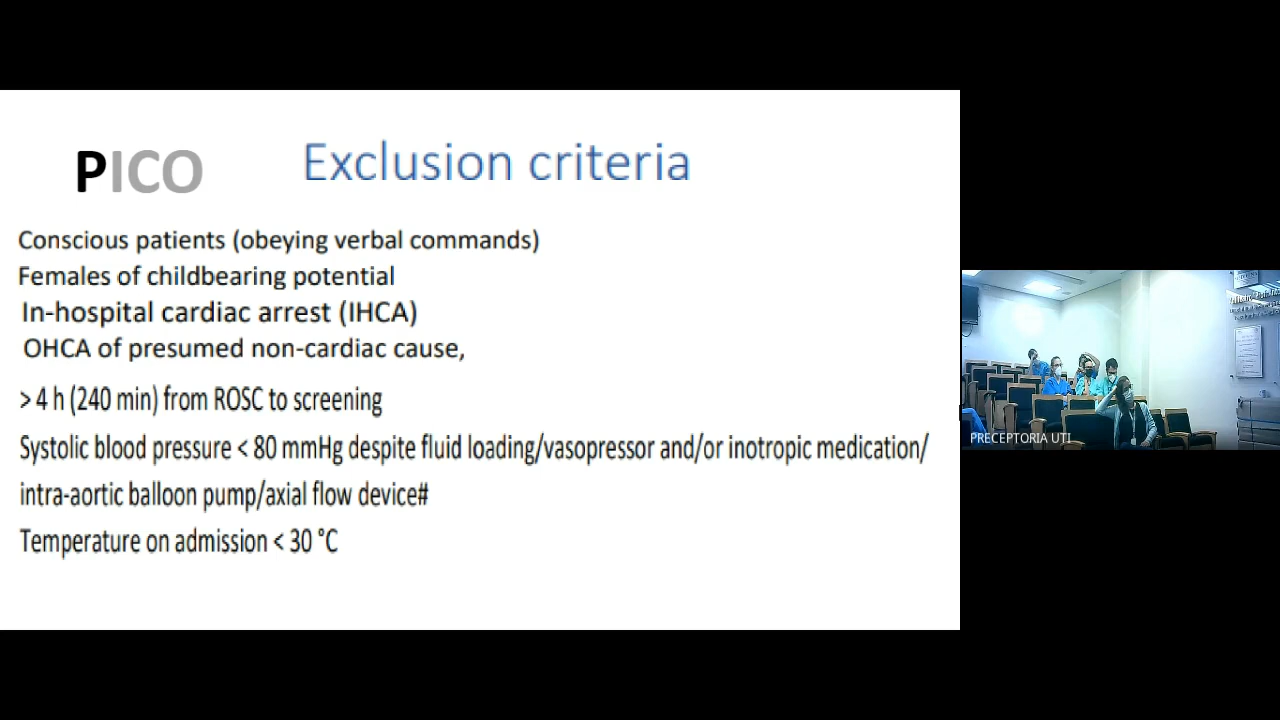 PICO
Exclusion criteria
Conscious patients (obeying verbal commands)
Females of childbearing potential
In-hospital cardiac arrest (IHCA)
OHCA of presumed non-cardiac cause,
> 4 h (240 min) from ROSC to screening
Systolic blood pressure < 80 mmHg despite fluid loading/vasopressor and/or inotropic medication/
intra-aortic balloon pump/axial flow device#
Temperature on admission < 30 °C
PRECEPTORIA UTI